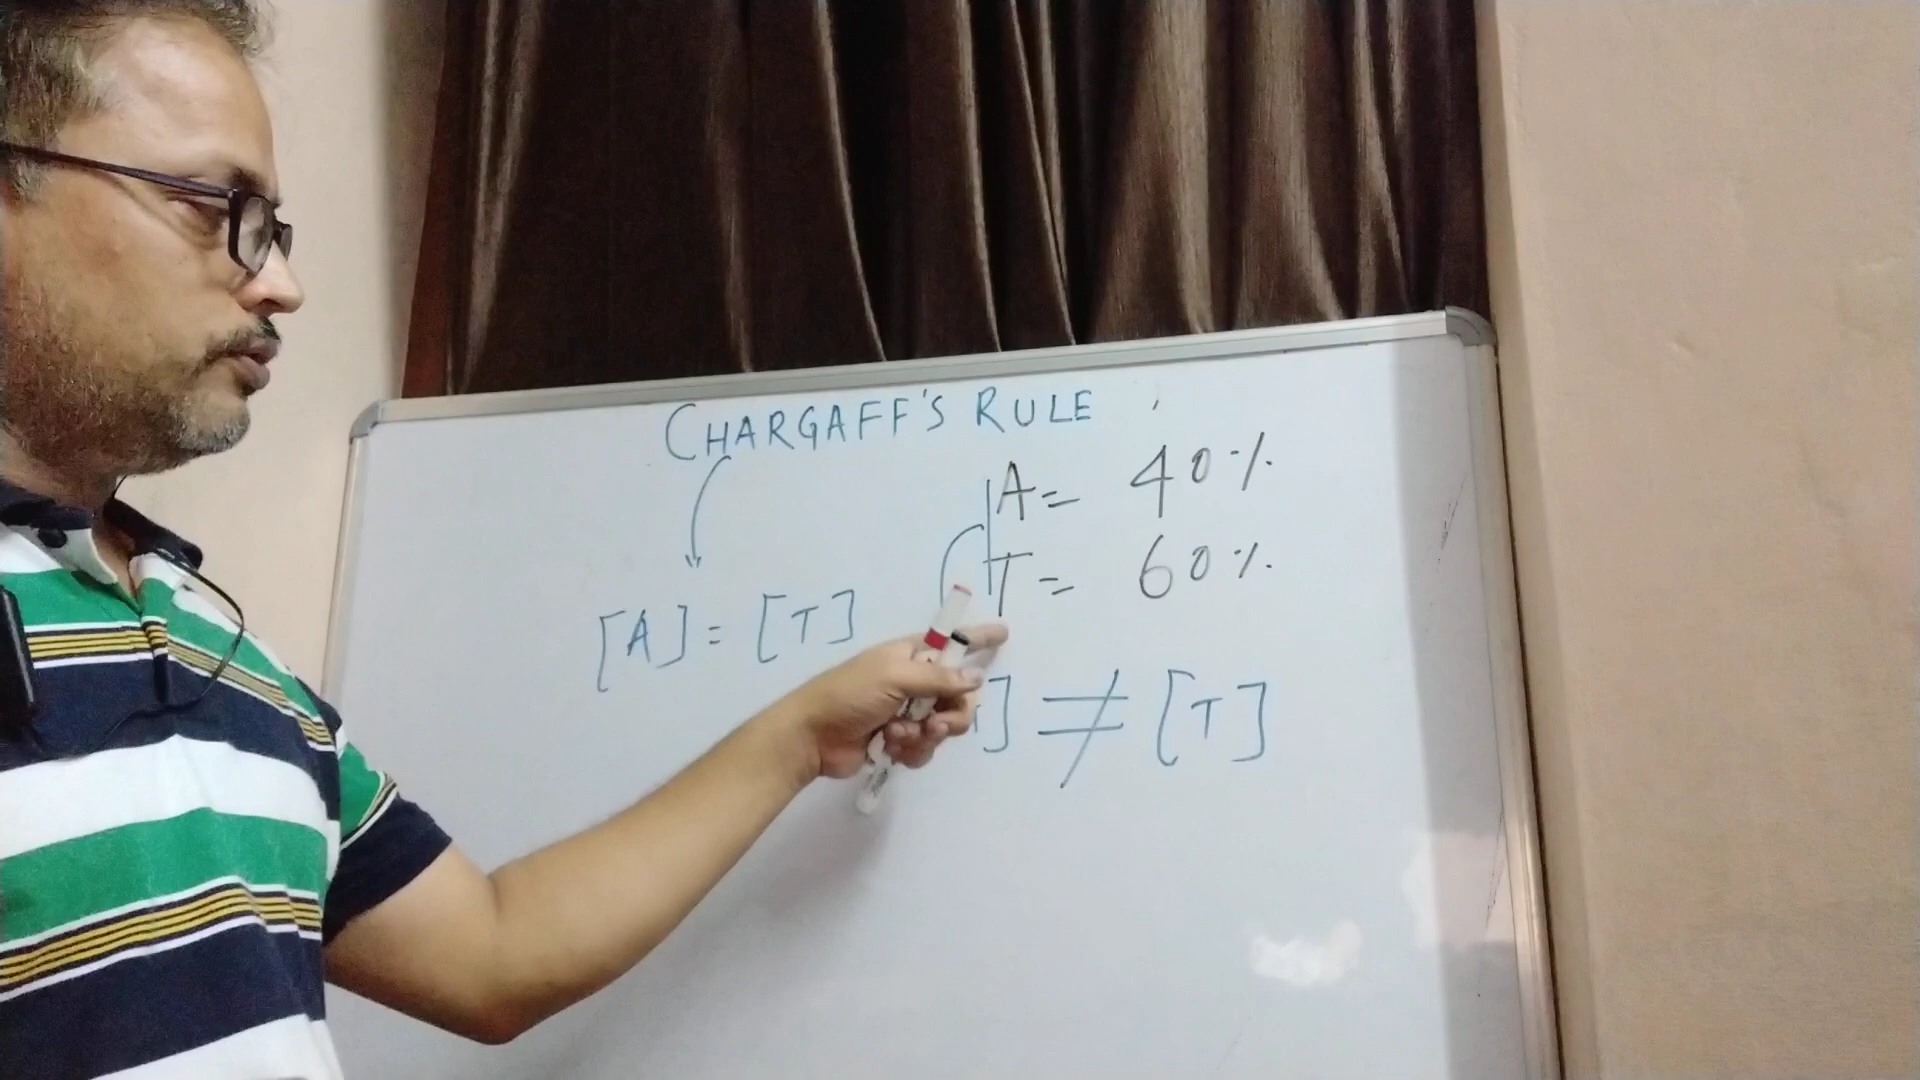 CHARGAFF'S RULE
A = 40%
T = 60%
[A] = [T]
] ≠ [T]